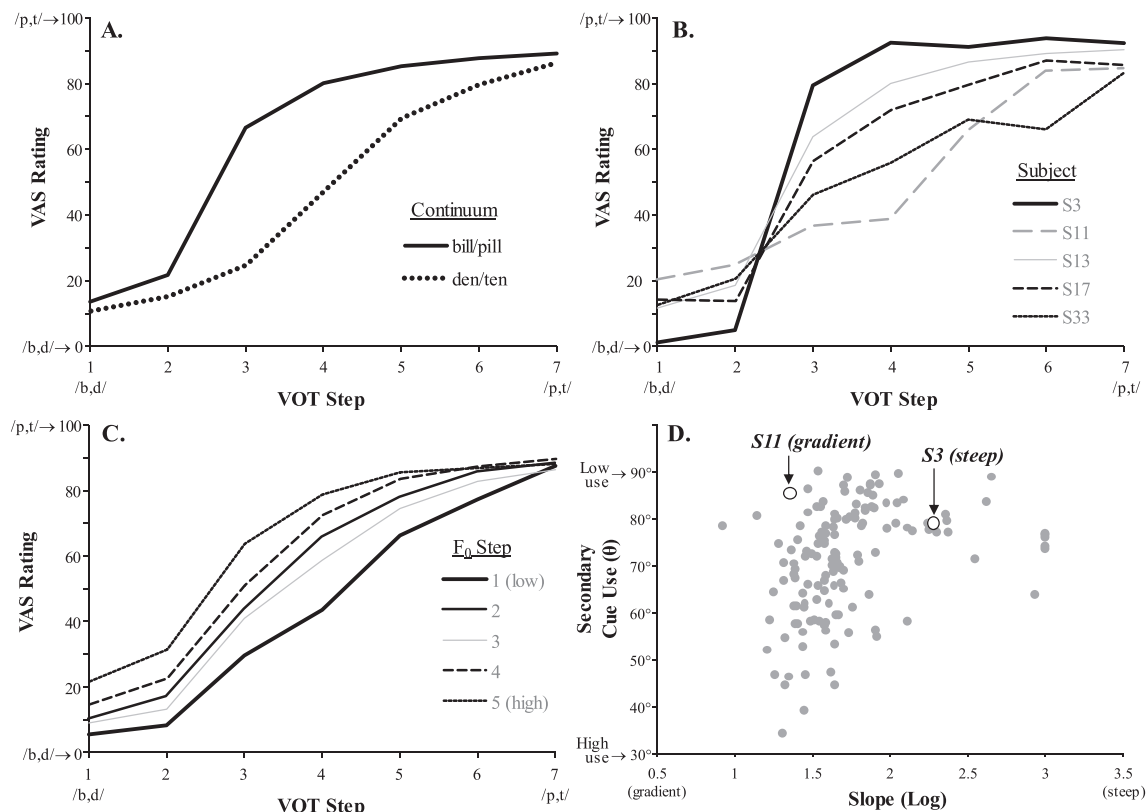 A.
/p,t/→100
80
60
40
20
/b,d/→0
VAS Rating
Continuum
bill/pill
den/ten
1 2 3 4 5 6 7
/b,d/ /p,t/
VOT Step
B.
/p,t/→100
80
60
40
20
/b,d/→0
VAS Rating
Subject
S3
S11
S13
S17
S33
1 2 3 4 5 6 7
/b,d/ /p,t/
VOT Step
C.
/p,t/→100
80
60
40
20
/b,d/→0
VAS Rating
F0 Step
1 (low)
2
3
4
5 (high)
1 2 3 4 5 6 7
/b,d/ /p,t/
VOT Step
D.
S11 (gradient)
S3 (steep)
Low
use→
90°
80°
70°
60°
50°
40°
High
use→30°
Secondary
Cue Use (θ)
0.5 1 1.5 2 2.5 3 3.5
(gradient) (steep)
Slope (Log)